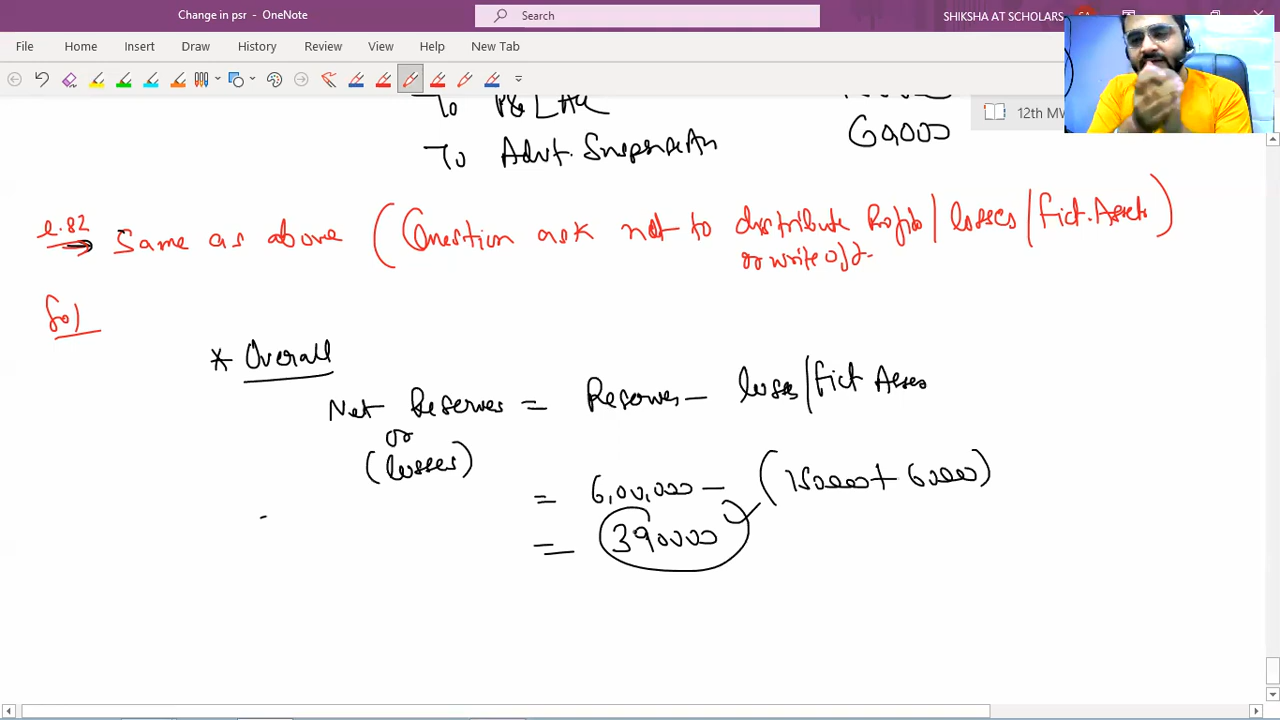 Change in psr - OneNote
Search
SHIKSHA AT SCHOLARS
File Home Insert Draw History Review View Help New Tab
12th
To P&L A/c
To Advt. Suspense A/c 60,000
e.82 Same as above (Question ask not to distribute Profits | losses | fict. Assets)
or write off.
Sol
* Overall
Net Reserves = Reserves - losses | fict Assets
or
(losses)
= 6,00,000 - (150000 + 60000)
= 390000